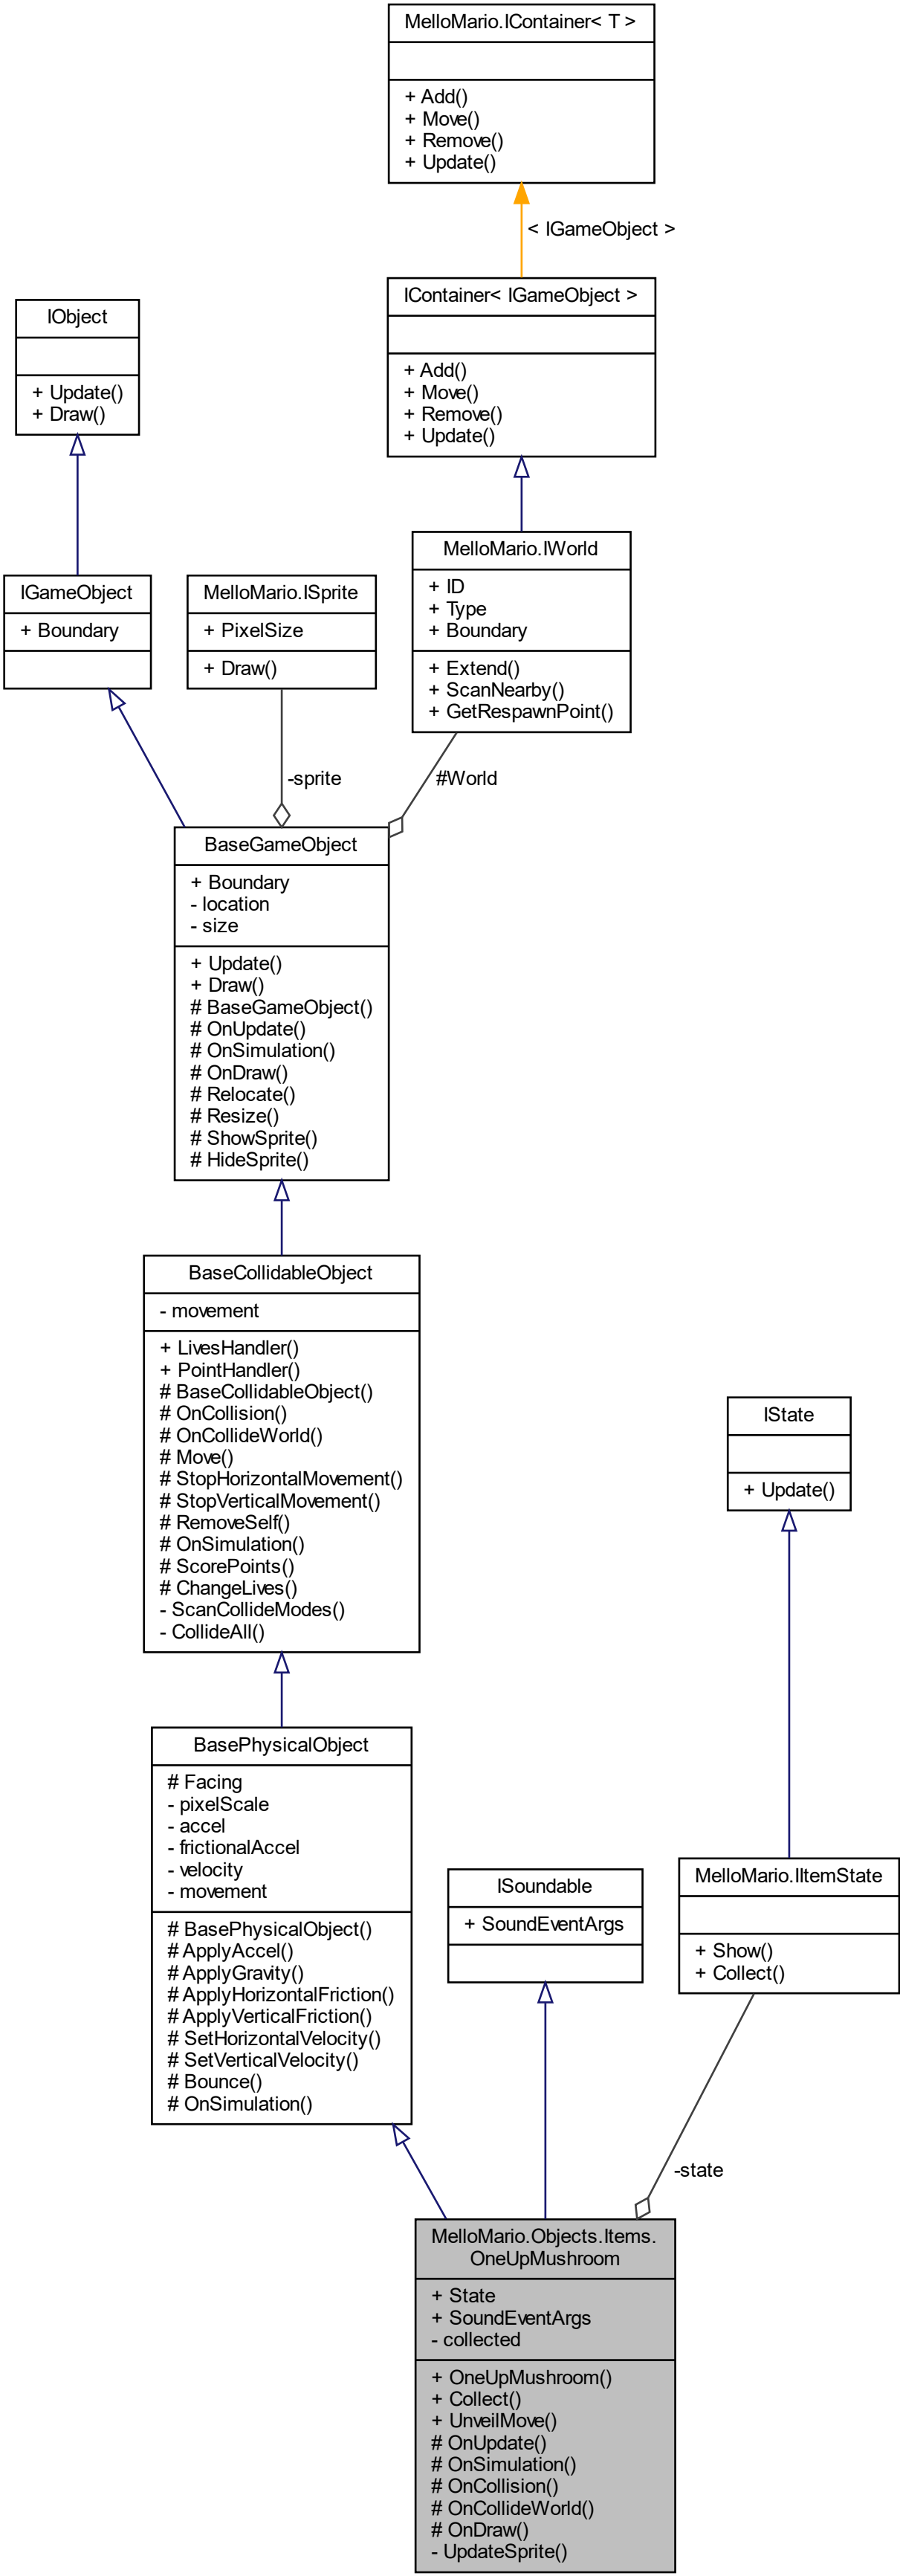 MelloMario.IContainer< T >
+ Add()
+ Move()
+ Remove()
+ Update()
< IGameObject >
IContainer< IGameObject >
+ Add()
+ Move()
+ Remove()
+ Update()
IObject
+ Update()
+ Draw()
MelloMario.IWorld
+ ID
+ Type
+ Boundary
+ Extend()
+ ScanNearby()
+ GetRespawnPoint()
IGameObject
+ Boundary
MelloMario.ISprite
+ PixelSize
+ Draw()
-sprite
#World
BaseGameObject
+ Boundary
- location
- size
+ Update()
+ Draw()
# BaseGameObject()
# OnUpdate()
# OnSimulation()
# OnDraw()
# Relocate()
# Resize()
# ShowSprite()
# HideSprite()
BaseCollidableObject
- movement
+ LivesHandler()
+ PointHandler()
# BaseCollidableObject()
# OnCollision()
# OnCollideWorld()
# Move()
# StopHorizontalMovement()
# StopVerticalMovement()
# RemoveSelf()
# OnSimulation()
# ScorePoints()
# ChangeLives()
- ScanCollideModes()
- CollideAll()
IState
+ Update()
BasePhysicalObject
# Facing
- pixelScale
- accel
- frictionalAccel
- velocity
- movement
# BasePhysicalObject()
# ApplyAccel()
# ApplyGravity()
# ApplyHorizontalFriction()
# ApplyVerticalFriction()
# SetHorizontalVelocity()
# SetVerticalVelocity()
# Bounce()
# OnSimulation()
ISoundable
+ SoundEventArgs
MelloMario.IItemState
+ Show()
+ Collect()
-state
MelloMario.Objects.Items.
OneUpMushroom
+ State
+ SoundEventArgs
- collected
+ OneUpMushroom()
+ Collect()
+ UnveilMove()
# OnUpdate()
# OnSimulation()
# OnCollision()
# OnCollideWorld()
# OnDraw()
- UpdateSprite()